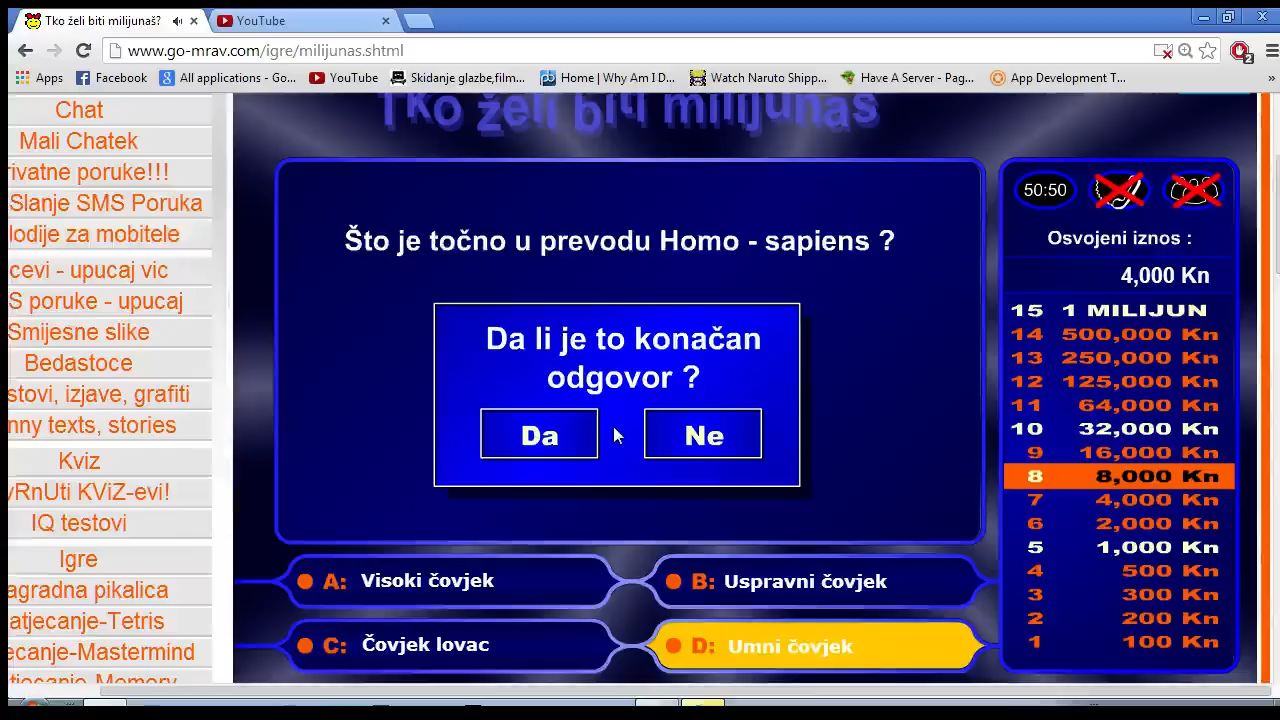 Tko želi biti milijunaš?
YouTube
www.go-mrav.com/igre/milijunas.shtml
Apps
Facebook
All applications - Go...
YouTube
Skidanje glazbe,film...
Home | Why Am I D...
Watch Naruto Shipp...
Have A Server - Pag...
App Development T...
»
2
Chat
Mali Chatek
rivatne poruke!!!
Slanje SMS Poruka
lodije za mobitele
cevi - upucaj vic
S poruke - upucaj
Smijesne slike
Bedastoce
stovi, izjave, grafiti
nny texts, stories
Kviz
yRnUti KViZ-evi!
IQ testovi
Igre
agradna pikalica
atjecanje-Tetris
ecanje-Mastermind
tjecanje-Memory
Tko želi biti milijunaš
Što je točno u prevodu Homo - sapiens ?
Da li je to konačan
odgovor ?
Da
Ne
A: Visoki čovjek
B: Uspravni čovjek
C: Čovjek lovac
D: Umni čovjek
50:50
Osvojeni iznos :
4,000 Kn
15 1 MILIJUN
14 500,000 Kn
13 250,000 Kn
12 125,000 Kn
11 64,000 Kn
10 32,000 Kn
9 16,000 Kn
8 8,000 Kn
7 4,000 Kn
6 2,000 Kn
5 1,000 Kn
4 500 Kn
3 300 Kn
2 200 Kn
1 100 Kn